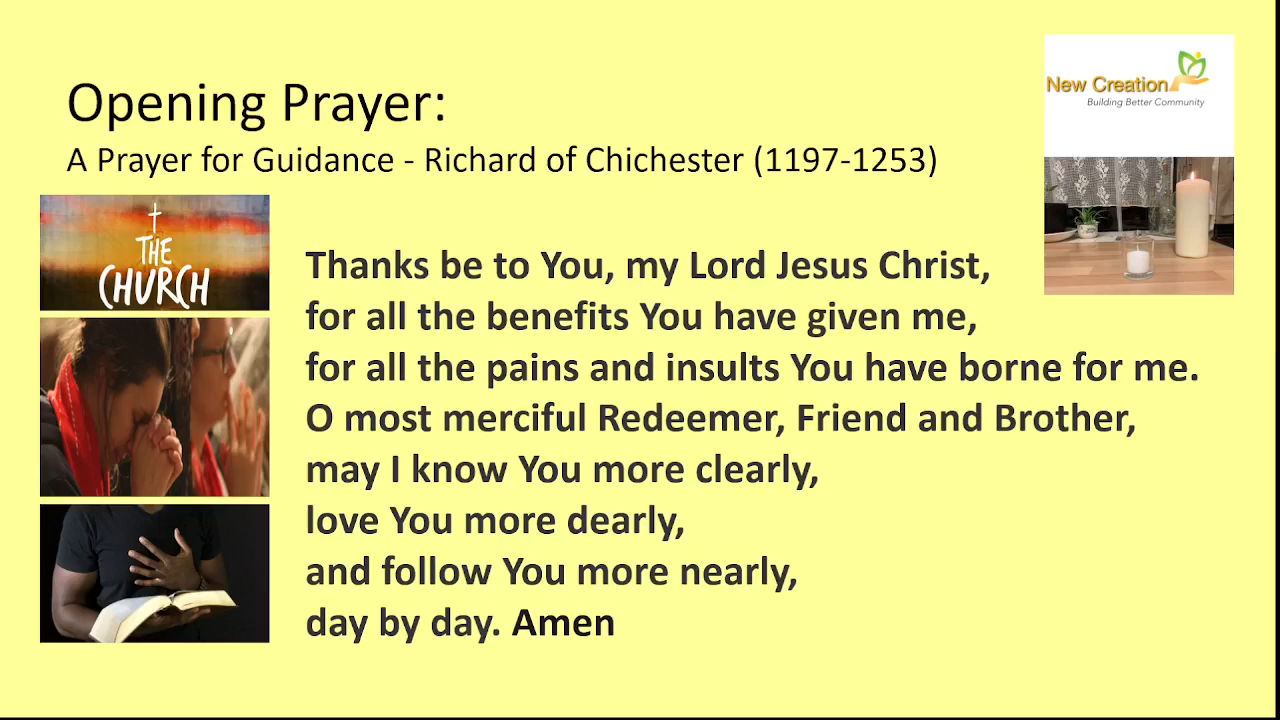 Opening Prayer:
A Prayer for Guidance - Richard of Chichester (1197-1253)
New Creation
Building Better Community
THE
CHURCH
Thanks be to You, my Lord Jesus Christ,
for all the benefits You have given me,
for all the pains and insults You have borne for me.
O most merciful Redeemer, Friend and Brother,
may I know You more clearly,
love You more dearly,
and follow You more nearly,
day by day. Amen